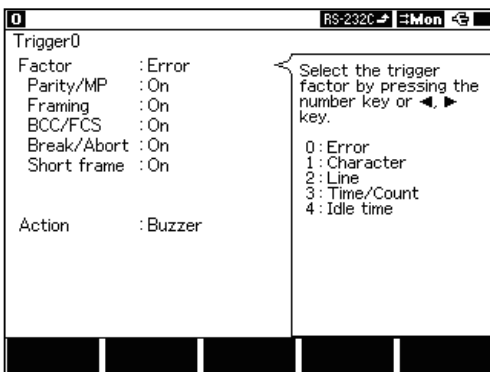 0 RS-232C Mon
Trigger0
Factor : Error
Parity/MP : On
Framing : On
BCC/FCS : On
Break/Abort : On
Short frame : On
Action : Buzzer
Select the trigger
factor by pressing the
number key or ◄, ►
key.
0 : Error
1 : Character
2 : Line
3 : Time/Count
4 : Idle time